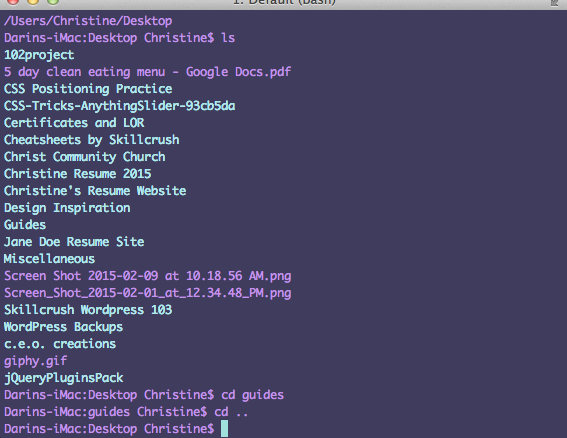 1. Default (bash)
/Users/Christine/Desktop
Darins-iMac:Desktop Christine$ ls
102project
5 day clean eating menu - Google Docs.pdf
CSS Positioning Practice
CSS-Tricks-AnythingSlider-93cb5da
Certificates and LOR
Cheatsheets by Skillcrush
Christ Community Church
Christine Resume 2015
Christine's Resume Website
Design Inspiration
Guides
Jane Doe Resume Site
Miscellaneous
Screen Shot 2015-02-09 at 10.18.56 AM.png
Screen_Shot_2015-02-01_at_12.34.48_PM.png
Skillcrush Wordpress 103
WordPress Backups
c.e.o. creations
giphy.gif
jQueryPluginsPack
Darins-iMac:Desktop Christine$ cd guides
Darins-iMac:guides Christine$ cd ..
Darins-iMac:Desktop Christine$